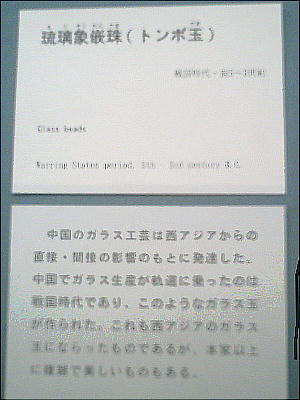 琉璃象嵌珠(トンボ玉)
戦国時代・前5-3世紀
Glass beads
Warring States period, 5th - 3rd century B.C.
中国のガラス工芸は西アジアからの
直接・間接の影響のもとに発達した。
中国でガラス生産が軌道に乗ったのは
戦国時代であり、このようなガラス玉
が作られた。これも西アジアのガラス
玉にならったものであるが、本家以上
に複雑で美しいものもある。